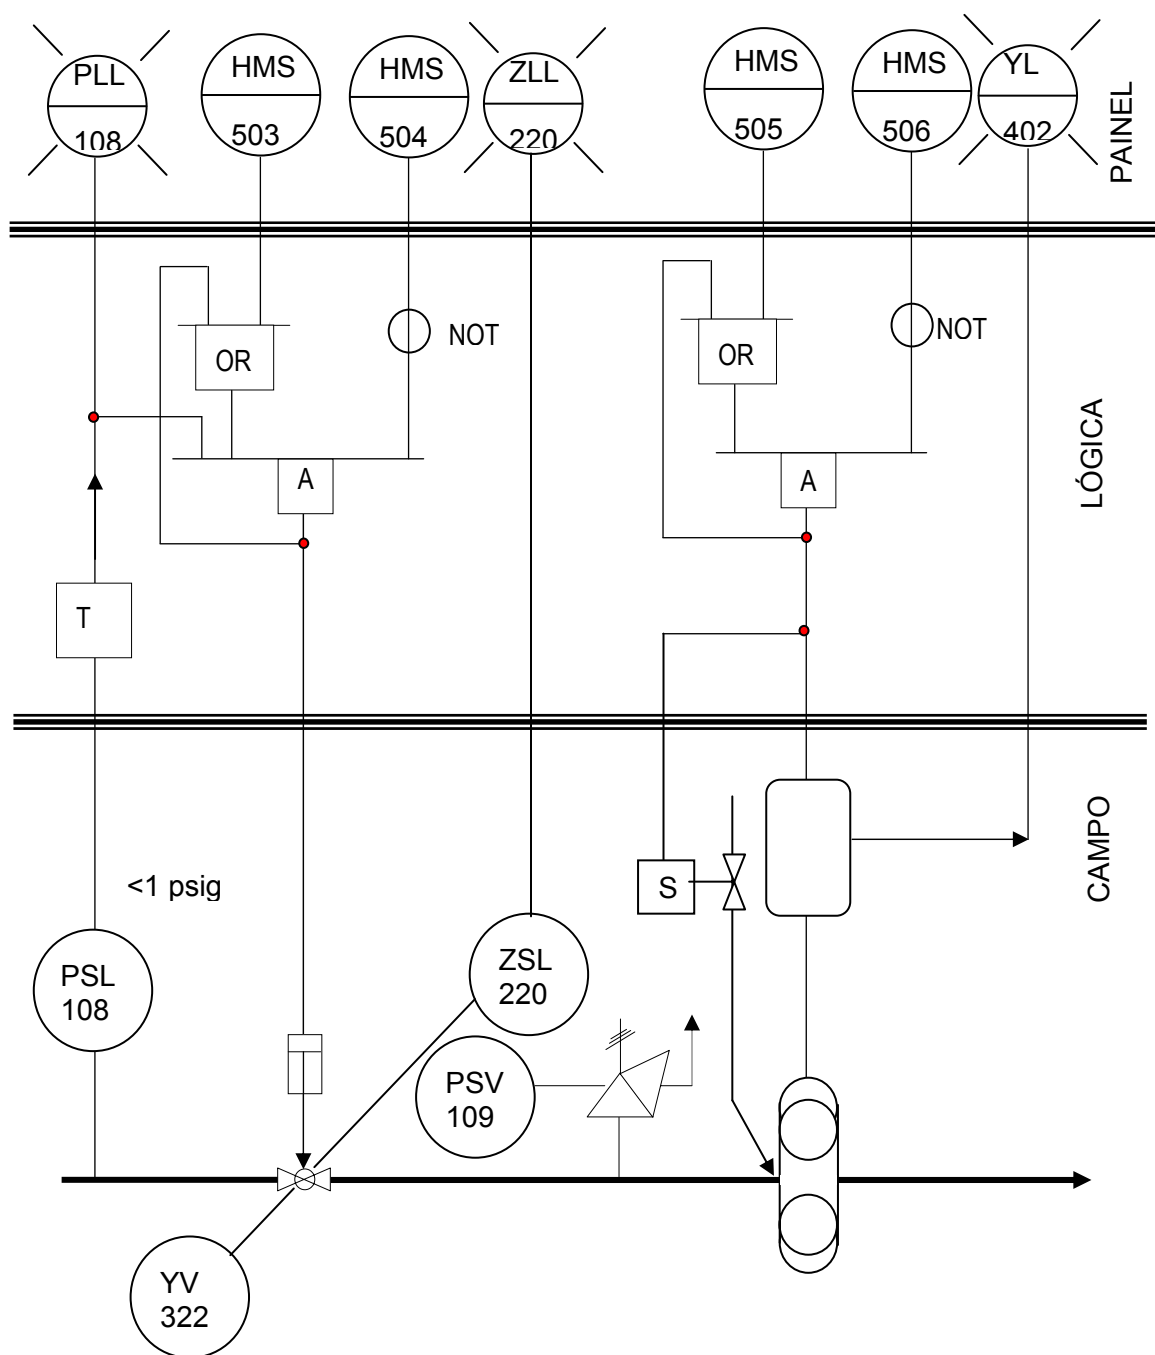 PLL
108
HMS
503
HMS
504
ZLL
220
HMS
505
HMS
506
YL
402
PAINEL
OR
NOT
A
T
OR
NOT
A
LÓGICA
<1 psig
PSL
108
ZSL
220
PSV
109
S
YV
322
CAMPO